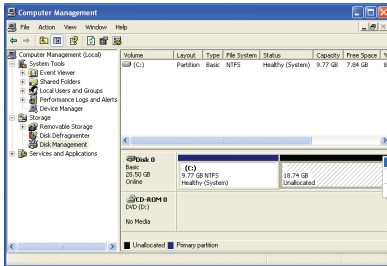 Computer Management
File Action View Window Help
Computer Management (Local)
System Tools
Event Viewer
Shared Folders
Local Users and Groups
Performance Logs and Alerts
Device Manager
Storage
Removable Storage
Disk Defragmenter
Disk Management
Services and Applications
Volume Layout Type File System Status Capacity Free Space %
(C:) Partition Basic NTFS Healthy (System) 9.77 GB 7.84 GB 8
Disk 0
Basic
28.50 GB
Online
(C:)
9.77 GB NTFS
Healthy (System)
18.74 GB
Unallocated
CD-ROM 0
DVD (D:)
No Media
Unallocated Primary partition